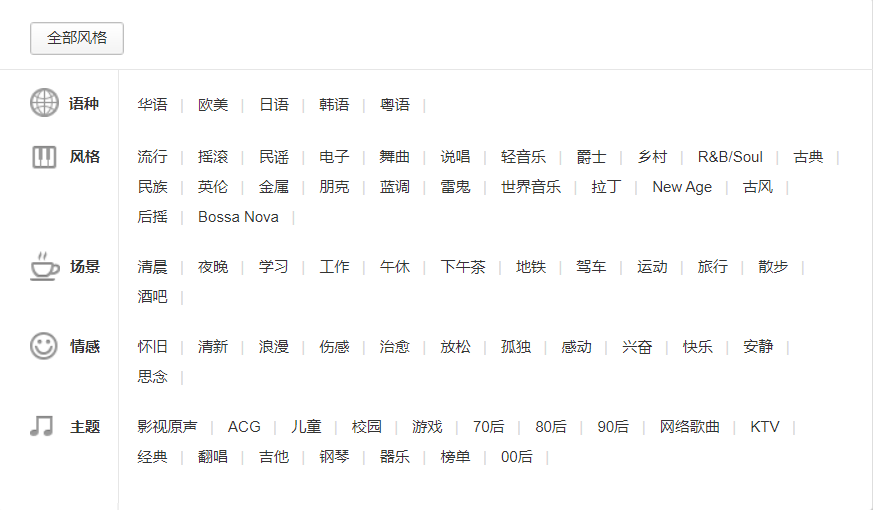 全部风格
语种 华语 | 欧美 | 日语 | 韩语 | 粤语 |
风格 流行 | 摇滚 | 民谣 | 电子 | 舞曲 | 说唱 | 轻音乐 | 爵士 | 乡村 | R&B/Soul | 古典 |
民族 | 英伦 | 金属 | 朋克 | 蓝调 | 雷鬼 | 世界音乐 | 拉丁 | New Age | 古风 |
后摇 | Bossa Nova |
场景 清晨 | 夜晚 | 学习 | 工作 | 午休 | 下午茶 | 地铁 | 驾车 | 运动 | 旅行 | 散步 |
酒吧 |
情感 怀旧 | 清新 | 浪漫 | 伤感 | 治愈 | 放松 | 孤独 | 感动 | 兴奋 | 快乐 | 安静 |
思念 |
主题 影视原声 | ACG | 儿童 | 校园 | 游戏 | 70后 | 80后 | 90后 | 网络歌曲 | KTV |
经典 | 翻唱 | 吉他 | 钢琴 | 器乐 | 榜单 | 00后 |